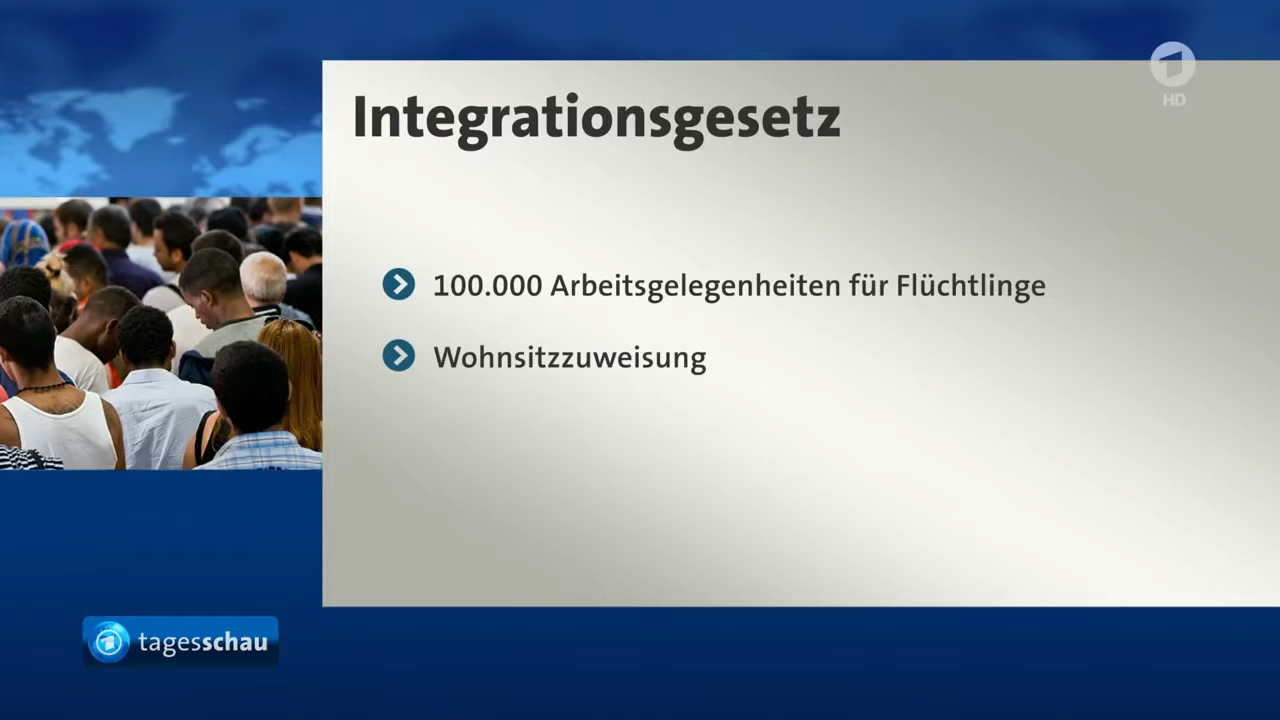 Integrationsgesetz
HD
100.000 Arbeitsgelegenheiten für Flüchtlinge
Wohnsitzzuweisung
tagesschau